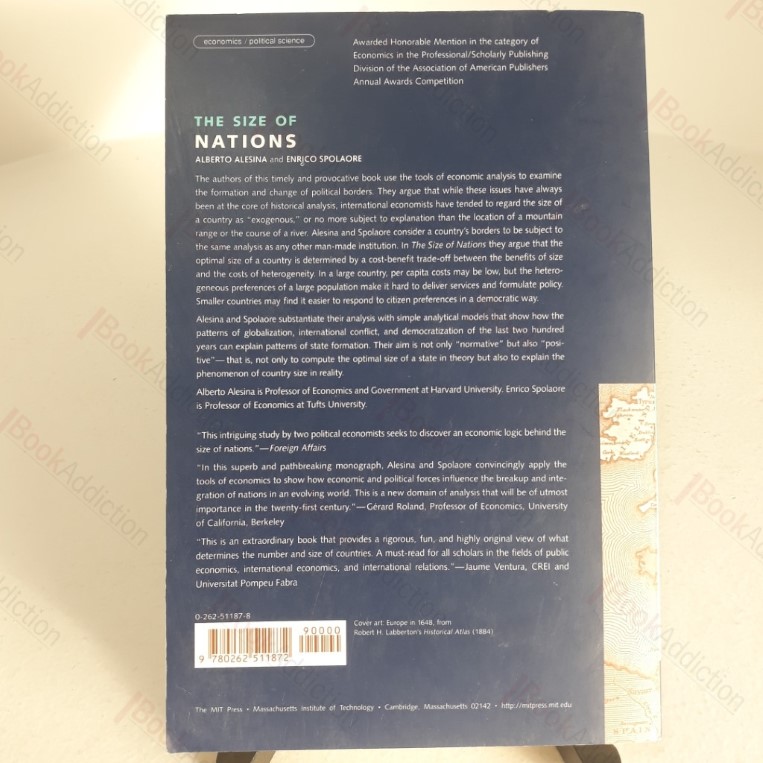 economics / political science
Awarded Honorable Mention in the category of
Economics in the Professional/Scholarly Publishing
Division of the Association of American Publishers
Annual Awards Competition
THE SIZE OF
NATIONS
ALBERTO ALESINA and ENRICO SPOLAORE
The authors of this timely and provocative book use the tools of economic analysis to examine
the formation and change of political borders. They argue that while these issues have always
been at the core of historical analysis, international economists have tended to regard the size of
a country as "exogenous," or no more subject to explanation than the location of a mountain
range or the course of a river. Alesina and Spolaore consider a country's borders to be subject to
the same analysis as any other man-made institution. In The Size of Nations they argue that the
optimal size of a country is determined by a cost-benefit trade-off between the benefits of size
and the costs of heterogeneity. In a large country, per capita costs may be low, but the hetero-
geneous preferences of a large population make it hard to deliver services and formulate policy.
Smaller countries may find it easier to respond to citizen preferences in a democratic way.
Alesina and Spolaore substantiate their analysis with simple analytical models that show how the
patterns of globalization, international conflict, and democratization of the last two hundred
years can explain patterns of state formation. Their aim is not only "normative" but also "posi-
tive"—that is, not only to compute the optimal size of a state in theory but also to explain the
phenomenon of country size in reality.
Alberto Alesina is Professor of Economics and Government at Harvard University. Enrico Spolaore
is Professor of Economics at Tufts University.
"This intriguing study by two political economists seeks to discover an economic logic behind the
size of nations."—Foreign Affairs
"In this superb and pathbreaking monograph, Alesina and Spolaore convincingly apply the
tools of economics to show how economic and political forces influence the breakup and inte-
gration of nations in an evolving world. This is a new domain of analysis that will be of utmost
importance in the twenty-first century."—Gérard Roland, Professor of Economics, University
of California, Berkeley
"This is an extraordinary book that provides a rigorous, fun, and highly original view of what
determines the number and size of countries. A must-read for all scholars in the fields of public
economics, international economics, and international relations."—Jaume Ventura, CREI and
Universitat Pompeu Fabra
0-262-51187-8
90000
9 780262 511872
Cover art: Europe in 1648, from
Robert H. Labberton's Historical Atlas (1884)
The MIT Press • Massachusetts Institute of Technology • Cambridge, Massachusetts 02142 • http://mitpress.mit.edu
SPAIN
BookAddiction